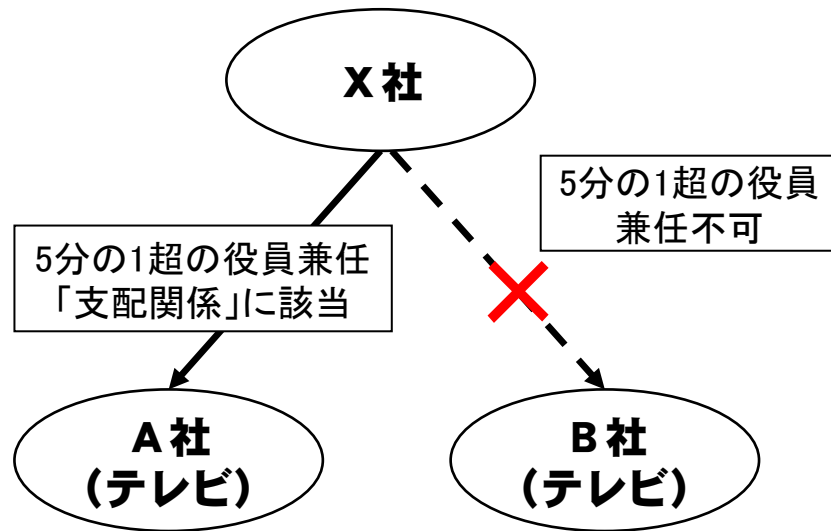 X社
5分の1超の役員
兼任不可
5分の1超の役員兼任
「支配関係」に該当
A社
(テレビ)
B社
(テレビ)